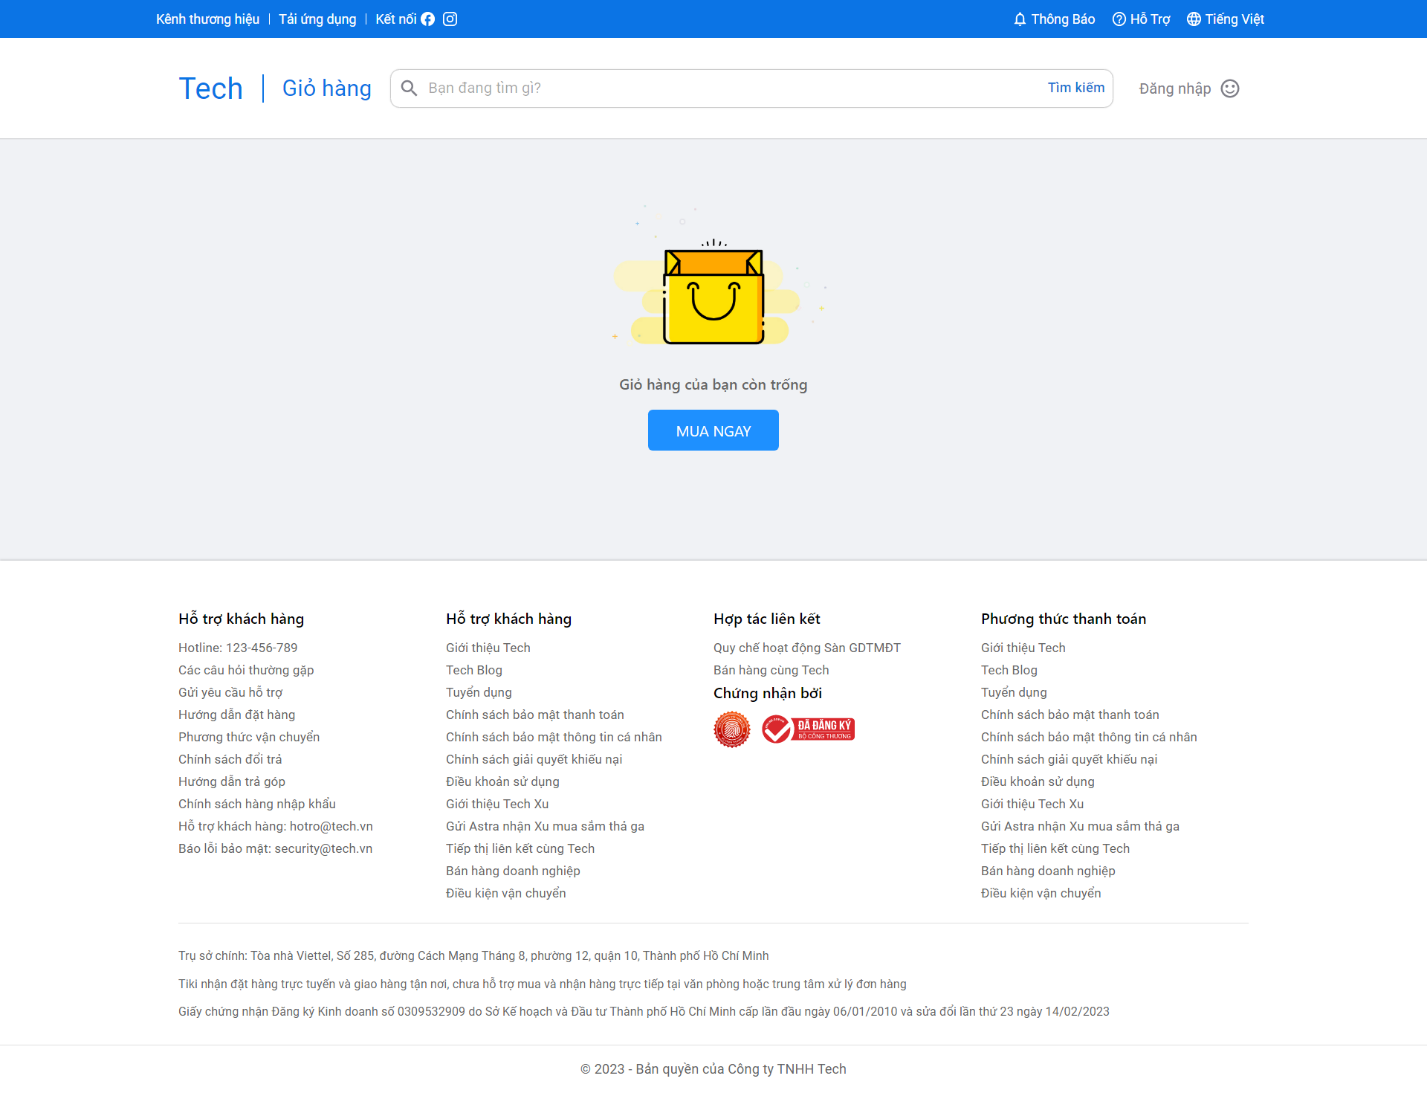 Kênh thương hiệu | Tải ứng dụng | Kết nối
Thông Báo Hỗ Trợ Tiếng Việt
Tech | Giỏ hàng
Bạn đang tìm gì?
Tìm kiếm
Đăng nhập
Giỏ hàng của bạn còn trống
MUA NGAY
Hỗ trợ khách hàng
Hotline: 123-456-789
Các câu hỏi thường gặp
Gửi yêu cầu hỗ trợ
Hướng dẫn đặt hàng
Phương thức vận chuyển
Chính sách đổi trả
Hướng dẫn trả góp
Chính sách hàng nhập khẩu
Hỗ trợ khách hàng: hotro@tech.vn
Báo lỗi bảo mật: security@tech.vn
Hỗ trợ khách hàng
Giới thiệu Tech
Tech Blog
Tuyển dụng
Chính sách bảo mật thanh toán
Chính sách bảo mật thông tin cá nhân
Chính sách giải quyết khiếu nại
Điều khoản sử dụng
Giới thiệu Tech Xu
Gửi Astra nhận Xu mua sắm thả ga
Tiếp thị liên kết cùng Tech
Bán hàng doanh nghiệp
Điều kiện vận chuyển
Hợp tác liên kết
Quy chế hoạt động Sàn GDTMĐT
Bán hàng cùng Tech
Chứng nhận bởi
ĐÃ ĐĂNG KÝ
BỘ CÔNG THƯƠNG
Phương thức thanh toán
Giới thiệu Tech
Tech Blog
Tuyển dụng
Chính sách bảo mật thanh toán
Chính sách bảo mật thông tin cá nhân
Chính sách giải quyết khiếu nại
Điều khoản sử dụng
Giới thiệu Tech Xu
Gửi Astra nhận Xu mua sắm thả ga
Tiếp thị liên kết cùng Tech
Bán hàng doanh nghiệp
Điều kiện vận chuyển
Trụ sở chính: Tòa nhà Viettel, Số 285, đường Cách Mạng Tháng 8, phường 12, quận 10, Thành phố Hồ Chí Minh
Tiki nhận đặt hàng trực tuyến và giao hàng tận nơi, chưa hỗ trợ mua và nhận hàng trực tiếp tại văn phòng hoặc trung tâm xử lý đơn hàng
Giấy chứng nhận Đăng ký Kinh doanh số 0309532909 do Sở Kế hoạch và Đầu tư Thành phố Hồ Chí Minh cấp lần đầu ngày 06/01/2010 và sửa đổi lần thứ 23 ngày 14/02/2023
© 2023 - Bản quyền của Công ty TNHH Tech